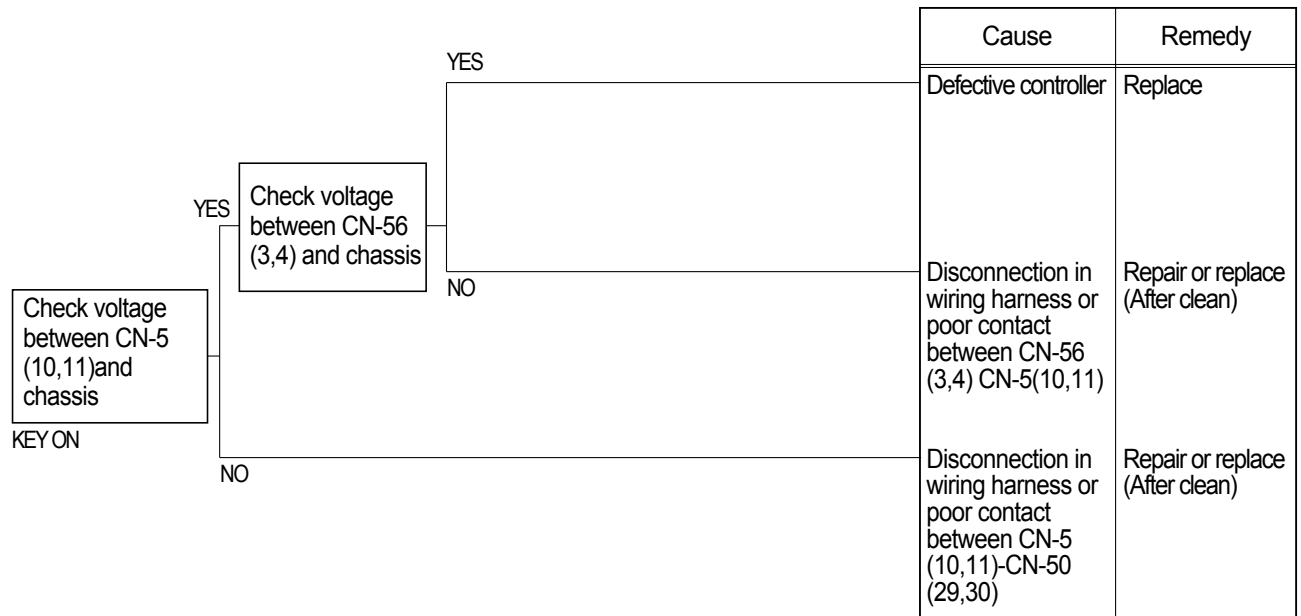 Cause
Remedy
YES
Defective controller
Replace
YES
Check voltage
between CN-56
(3,4) and chassis
NO
Disconnection in
wiring harness or
poor contact
between CN-56
(3,4) CN-5(10,11)
Repair or replace
(After clean)
Check voltage
between CN-5
(10,11)and
chassis
KEY ON
NO
Disconnection in
wiring harness or
poor contact
between CN-5
(10,11)-CN-50
(29,30)
Repair or replace
(After clean)